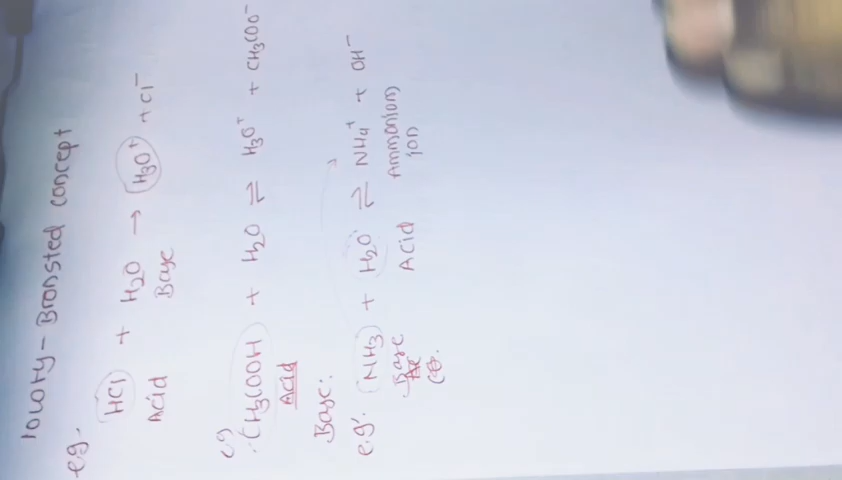 lowry-Bronsted concept
e.g.
HCl + H₂O → H₃O⁺ + Cl⁻
Acid Base
eg
CH₃COOH + H₂O ⇌ H₃O⁺ + CH₃COO⁻
Acid
Base:
e.g: NH₃ + H₂O ⇌ NH₄⁺ + OH⁻
Base Acid Ammonium
ion